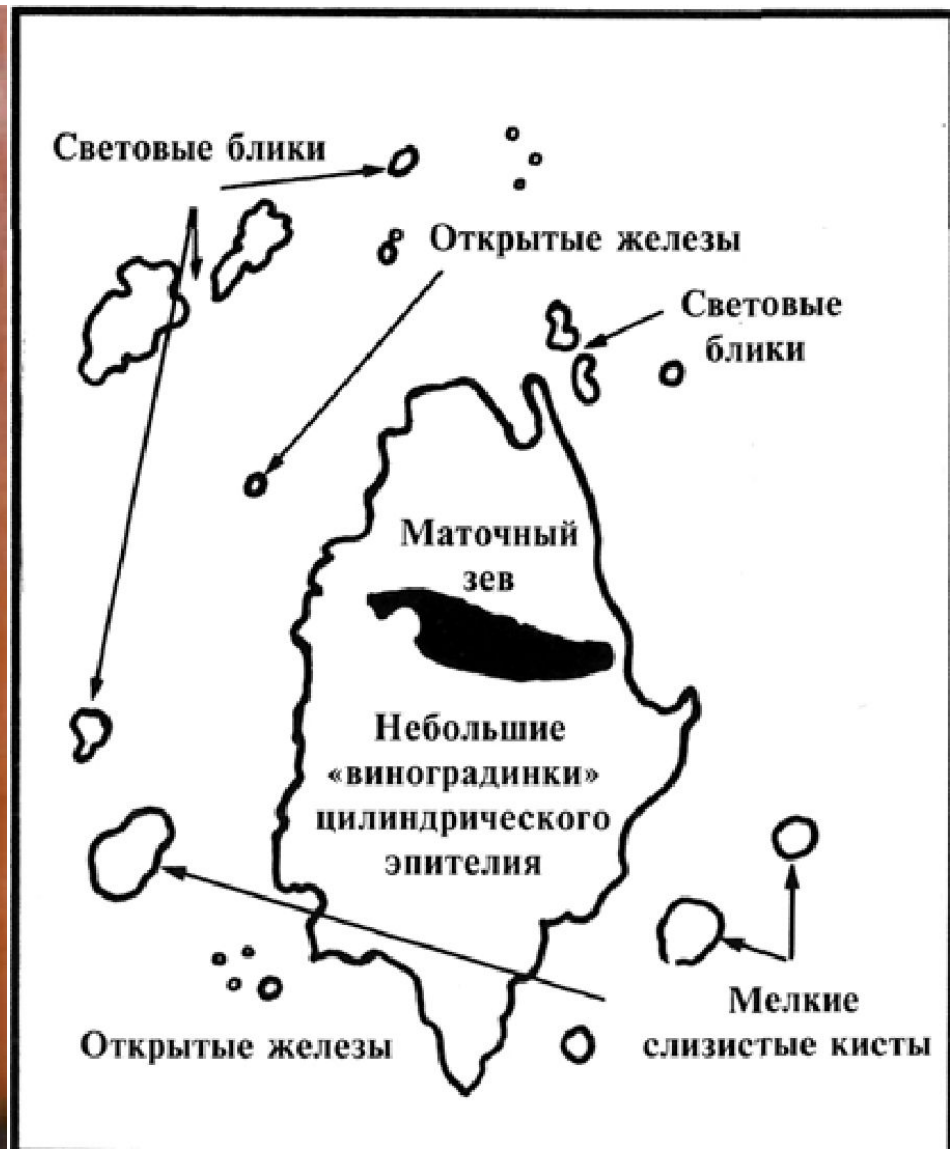 Световые блики
Открытые железы
Световые
блики
Маточный
зев
Небольшие
«виноградинки»
цилиндрического
эпителия
Мелкие
слизистые кисты
Открытые железы